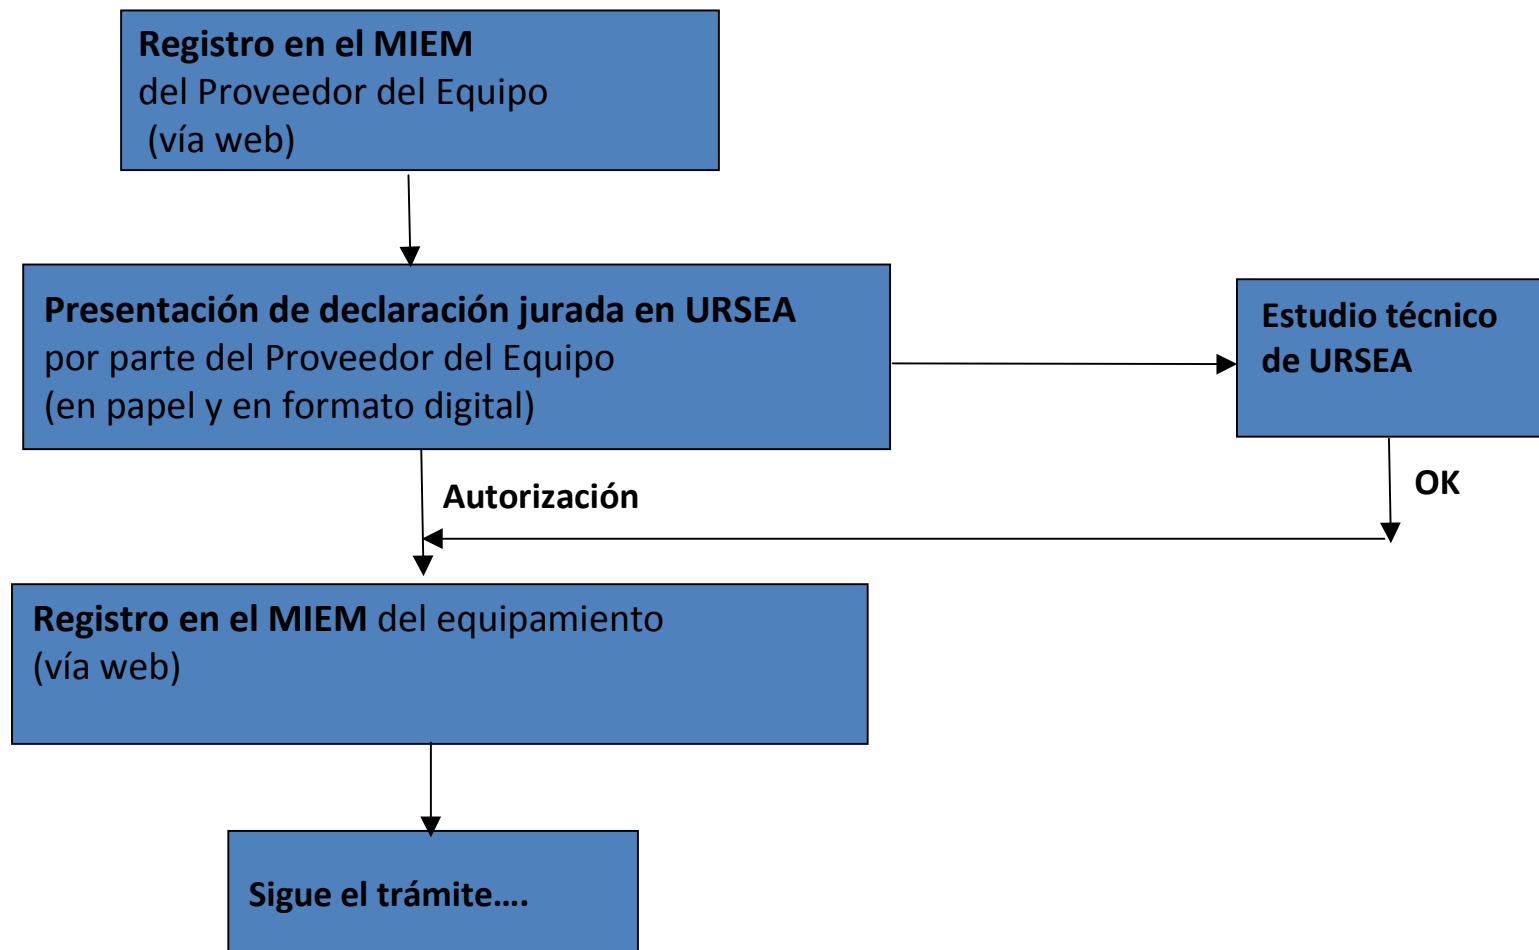 Registro en el MIEM
del Proveedor del Equipo
(vía web)
Presentación de declaración jurada en URSEA
por parte del Proveedor del Equipo
(en papel y en formato digital)
Estudio técnico
de URSEA
Autorización
OK
Registro en el MIEM del equipamiento
(vía web)
Sigue el trámite....